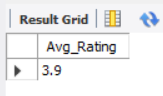 Result Grid
Avg_Rating
3.9